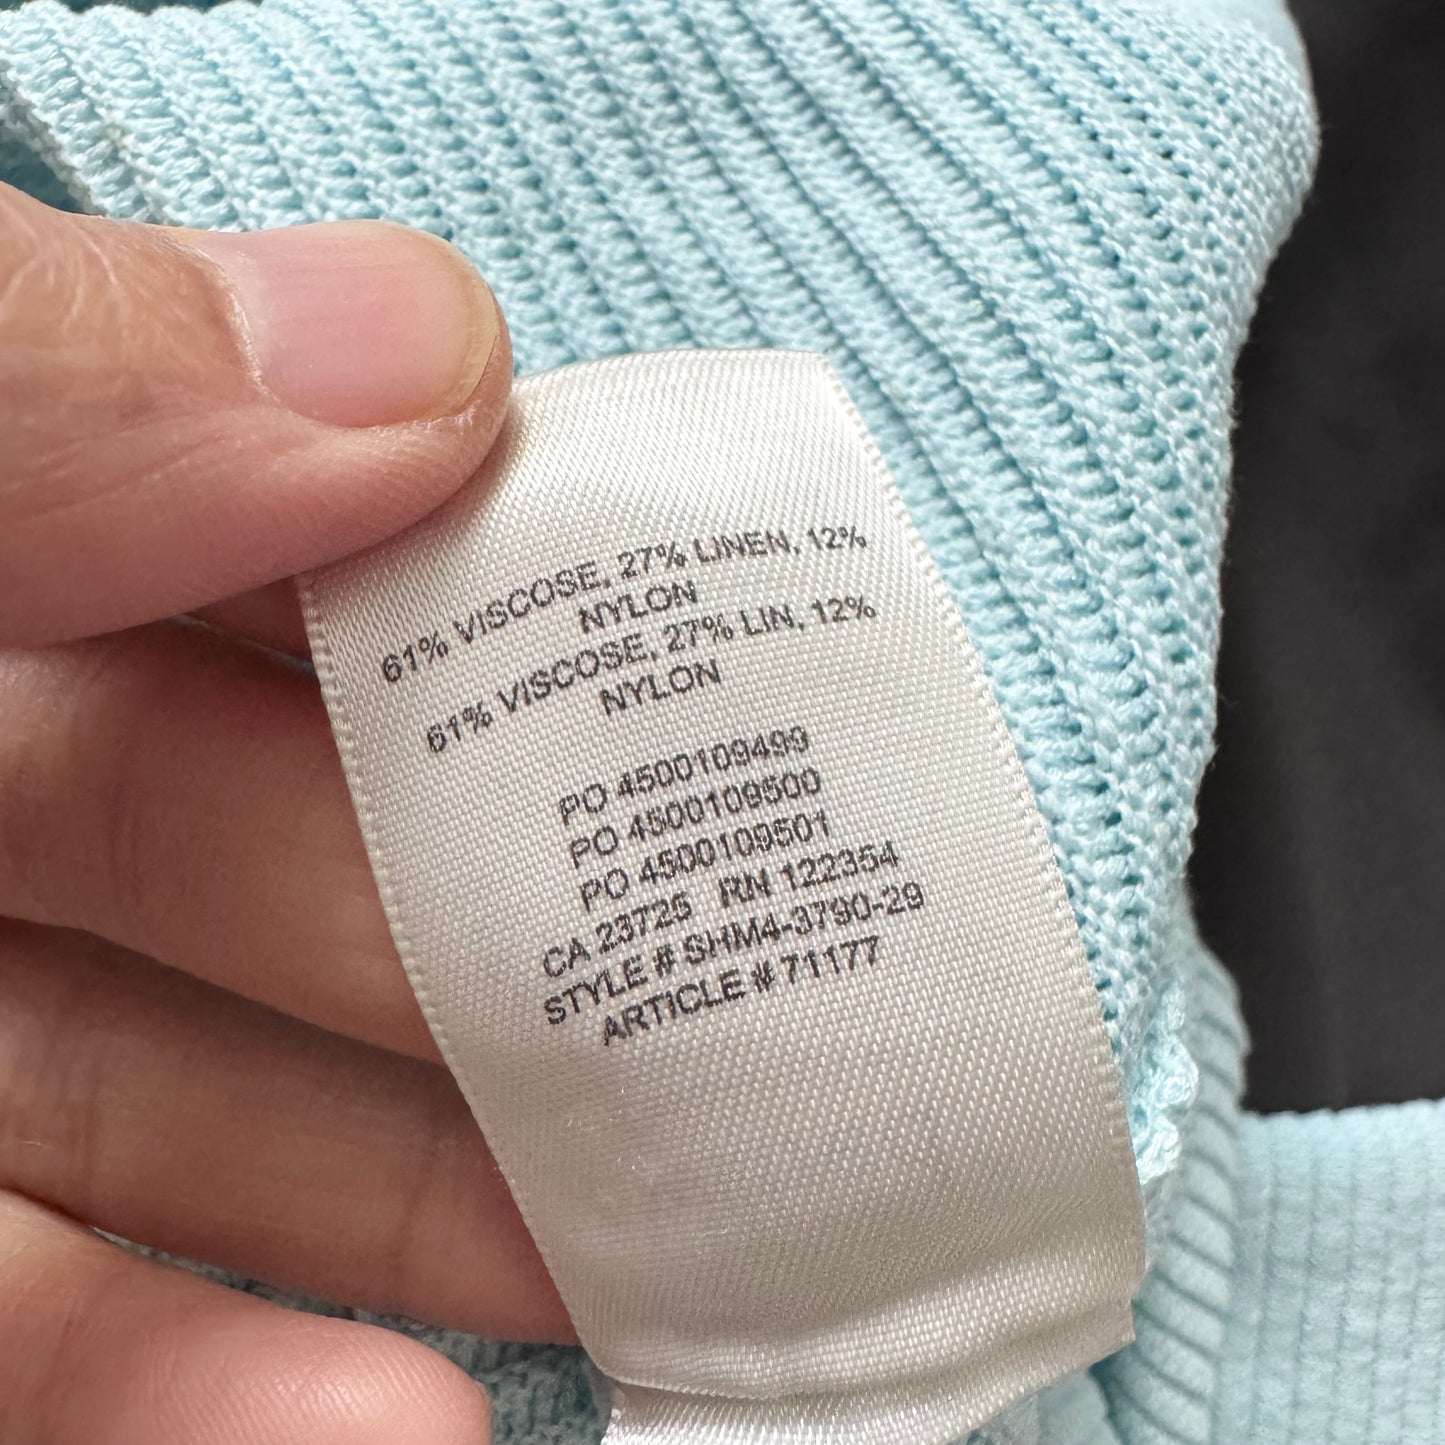 61% VISCOSE, 27% LINEN, 12%
NYLON
61% VISCOSE, 27% LIN, 12%
NYLON
PO 4500109499
PO 4500109500
PO 4500109501
CA 23725 RN 122354
STYLE # SHM4-3790-29
ARTICLE # 71177